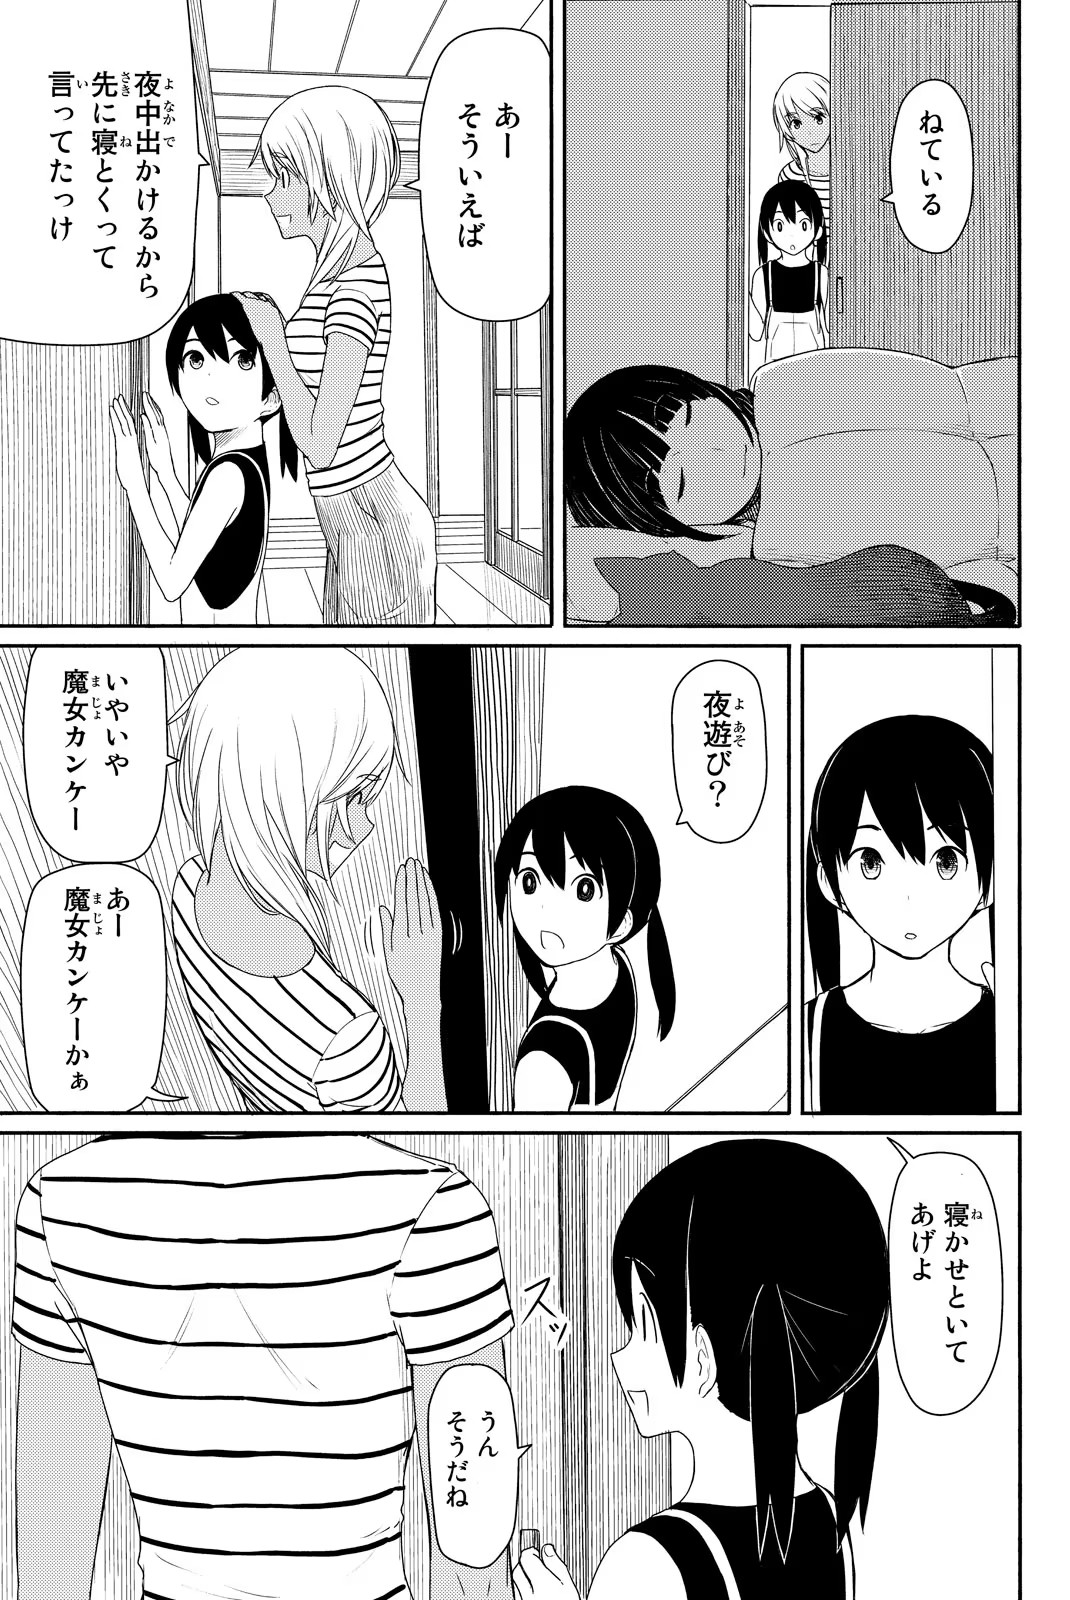 ねている
あー
そういえば
夜中出かけるから
先に寝とくって
言ってたっけ
夜遊び？
いやいや
魔女カンケー
あー
魔女カンケーかぁ
寝かせといて
あげよ
スッ
うん
そうだね